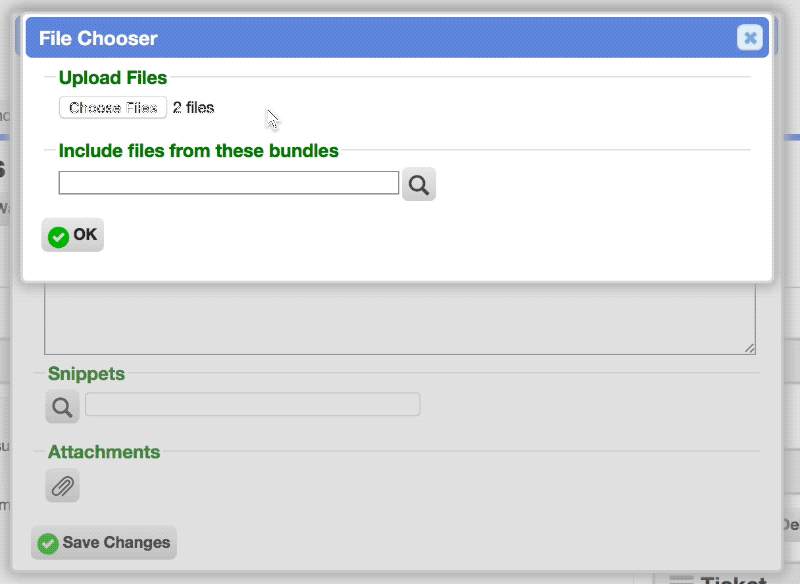 File Chooser
Upload Files
Choose Files 2 files
Include files from these bundles
OK
Snippets
Attachments
Save Changes
Ticket